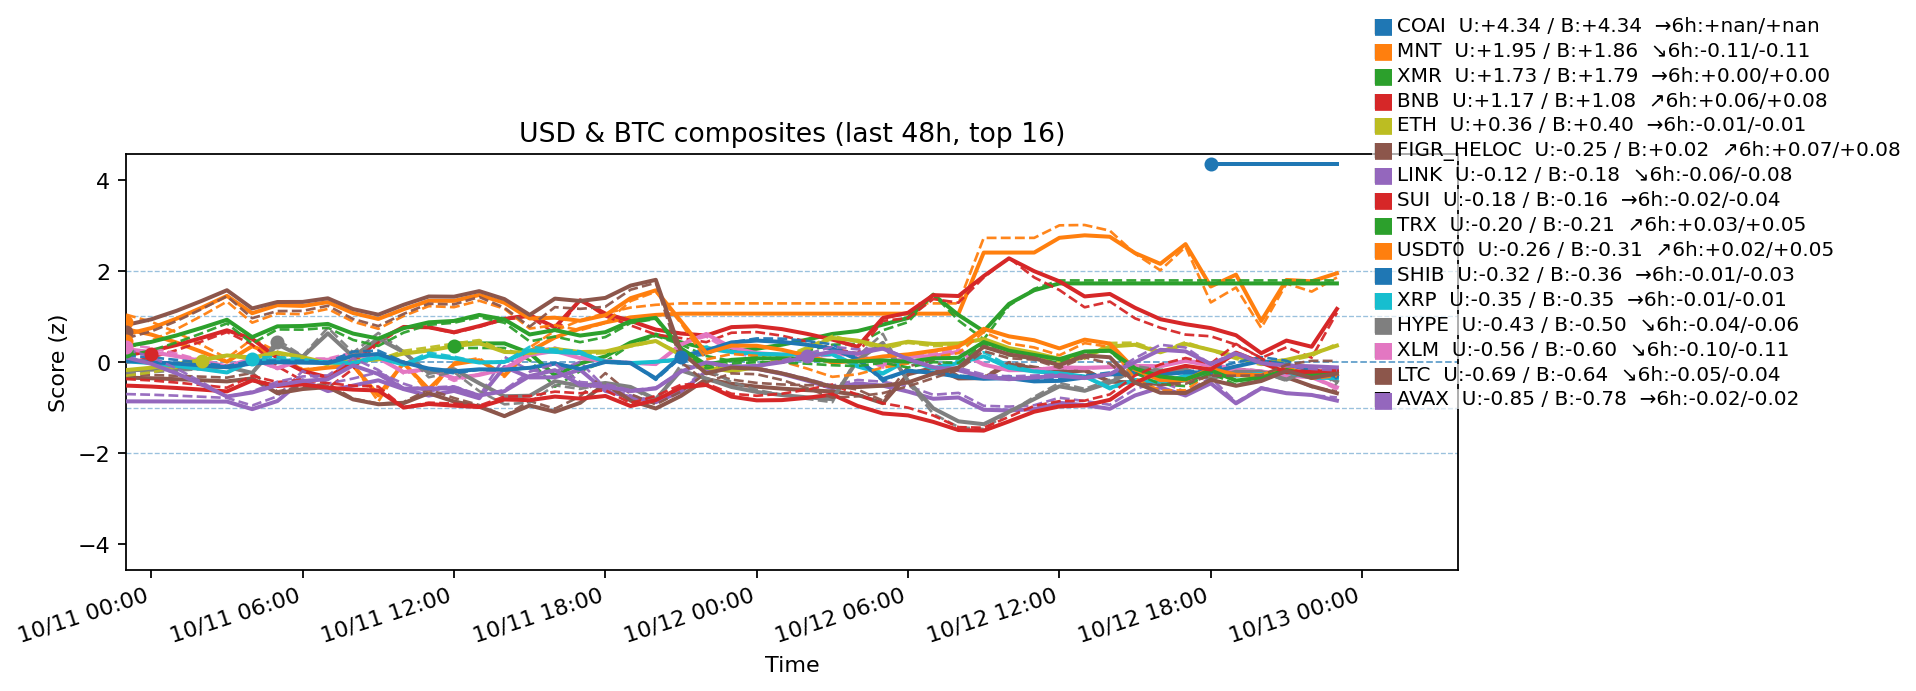 COAI U:+4.34 / B:+4.34 →6h:+nan/+nan
MNT U:+1.95 / B:+1.86 ↘6h:-0.11/-0.11
XMR U:+1.73 / B:+1.79 →6h:+0.00/+0.00
BNB U:+1.17 / B:+1.08 ↗6h:+0.06/+0.08
ETH U:+0.36 / B:+0.40 →6h:-0.01/-0.01
FIGR_HELOC U:-0.25 / B:+0.02 ↗6h:+0.07/+0.08
LINK U:-0.12 / B:-0.18 ↘6h:-0.06/-0.08
SUI U:-0.18 / B:-0.16 →6h:-0.02/-0.04
TRX U:-0.20 / B:-0.21 ↗6h:+0.03/+0.05
USDT0 U:-0.26 / B:-0.31 ↗6h:+0.02/+0.05
SHIB U:-0.32 / B:-0.36 →6h:-0.01/-0.03
XRP U:-0.35 / B:-0.35 →6h:-0.01/-0.01
HYPE U:-0.43 / B:-0.50 ↘6h:-0.04/-0.06
XLM U:-0.56 / B:-0.60 ↘6h:-0.10/-0.11
LTC U:-0.69 / B:-0.64 ↘6h:-0.05/-0.04
AVAX U:-0.85 / B:-0.78 →6h:-0.02/-0.02
USD & BTC composites (last 48h, top 16)
Score (z)
4
2
0
−2
−4
10/11 00:00
10/11 06:00
10/11 12:00
10/11 18:00
10/12 00:00
10/12 06:00
10/12 12:00
10/12 18:00
10/13 00:00
Time